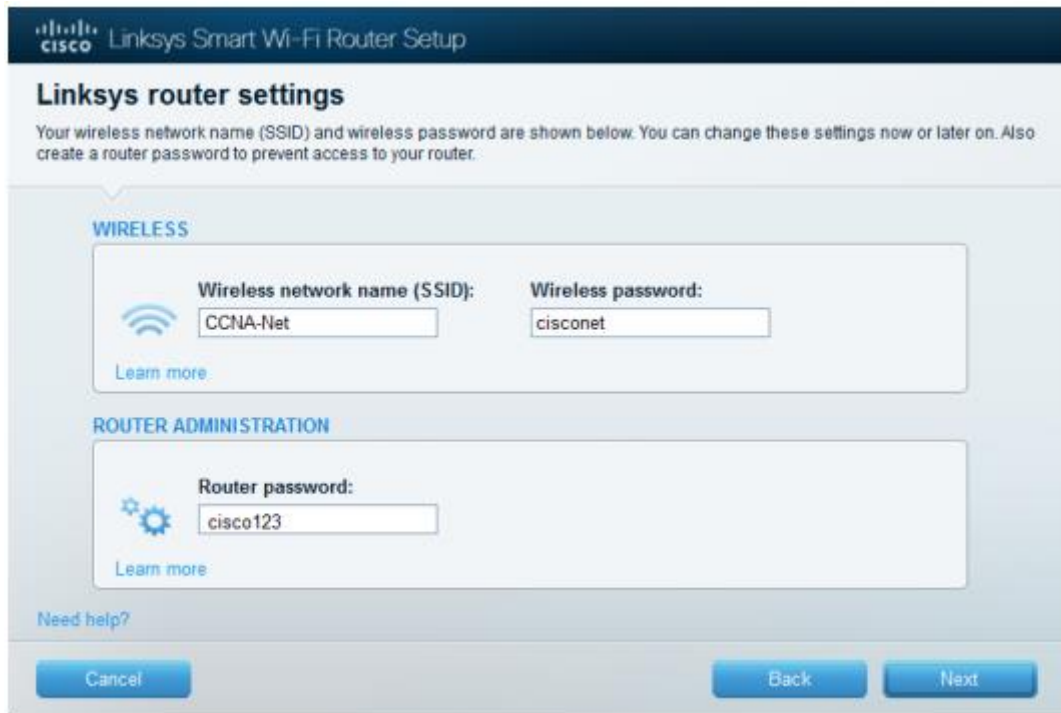 cisco Linksys Smart Wi-Fi Router Setup
Linksys router settings
Your wireless network name (SSID) and wireless password are shown below. You can change these settings now or later on. Also
create a router password to prevent access to your router.
WIRELESS
Wireless network name (SSID): Wireless password:
CCNA-Net cisconet
Learn more
ROUTER ADMINISTRATION
Router password:
cisco123
Learn more
Need help?
Cancel Back Next